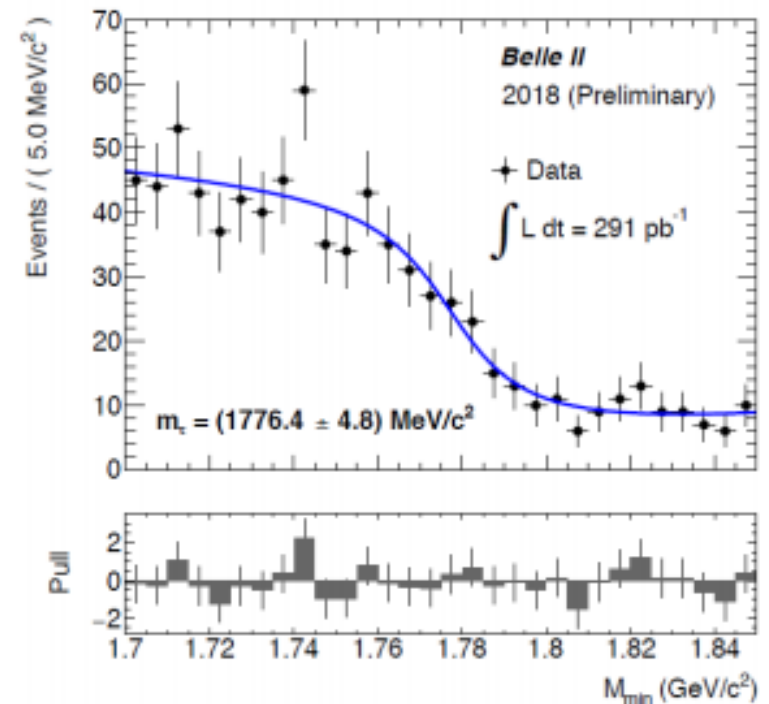 Events / ( 5.0 MeV/c² )
70
60
50
40
30
20
10
0
Belle II
2018 (Preliminary)
Data
∫ L dt = 291 pb⁻¹
m_τ = (1776.4 ± 4.8) MeV/c²
Pull
2
0
−2
1.7 1.72 1.74 1.76 1.78 1.8 1.82 1.84
M_min (GeV/c²)